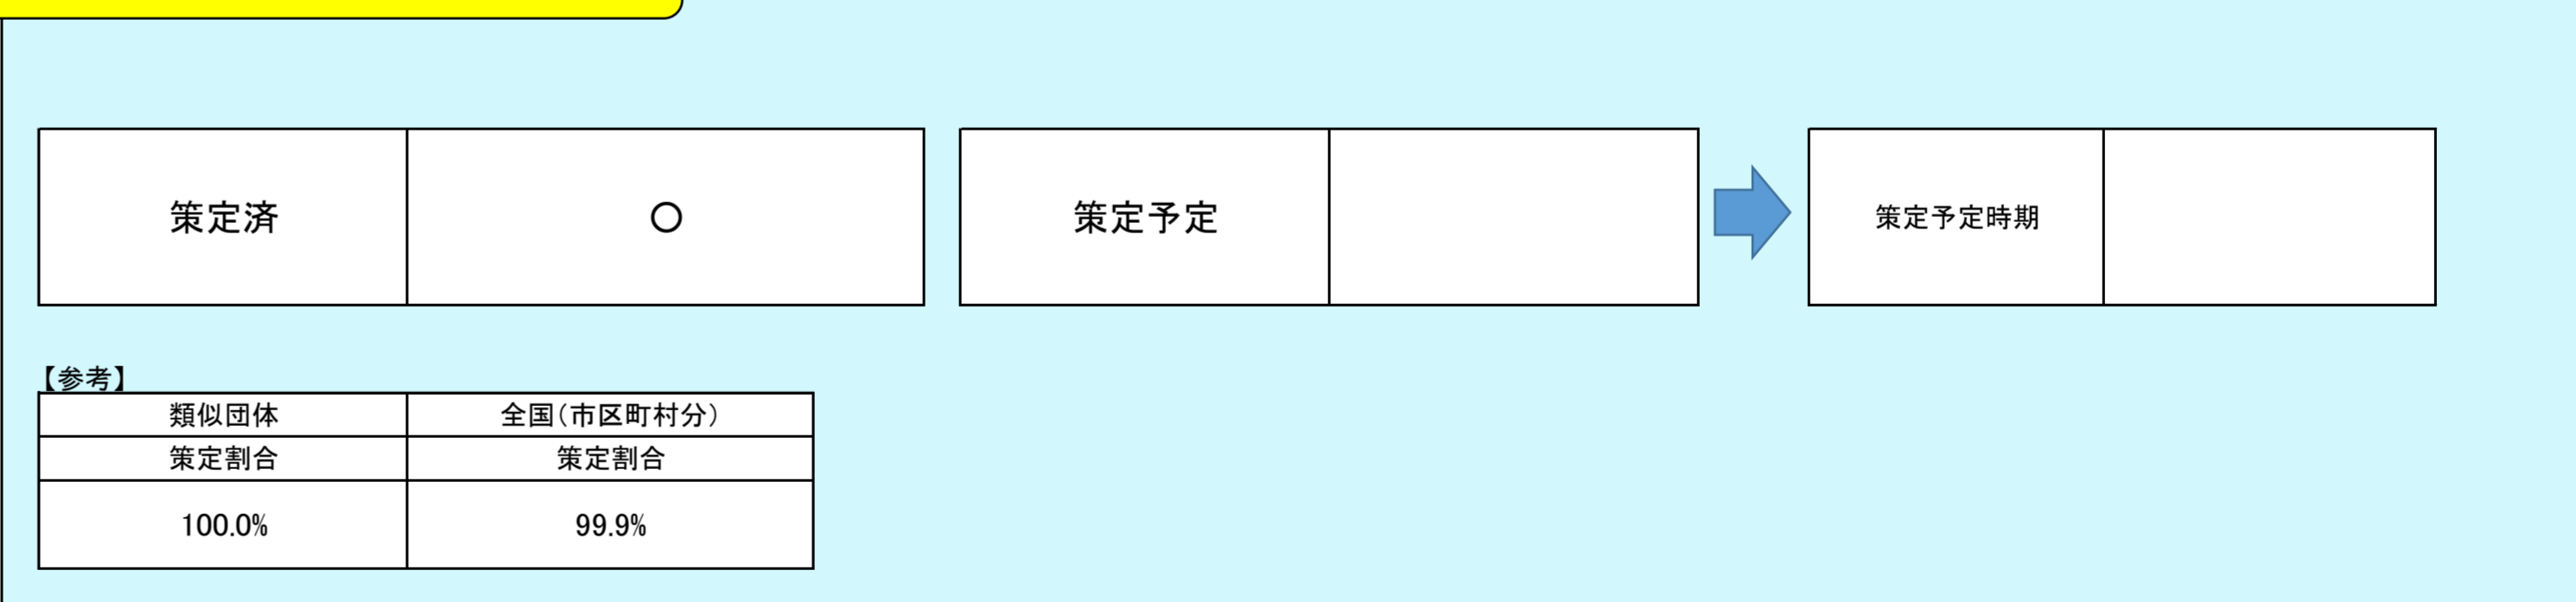 策定済 ○ 策定予定 策定予定時期
【参考】
類似団体 全国（市区町村分）
策定割合 策定割合
100.0% 99.9%